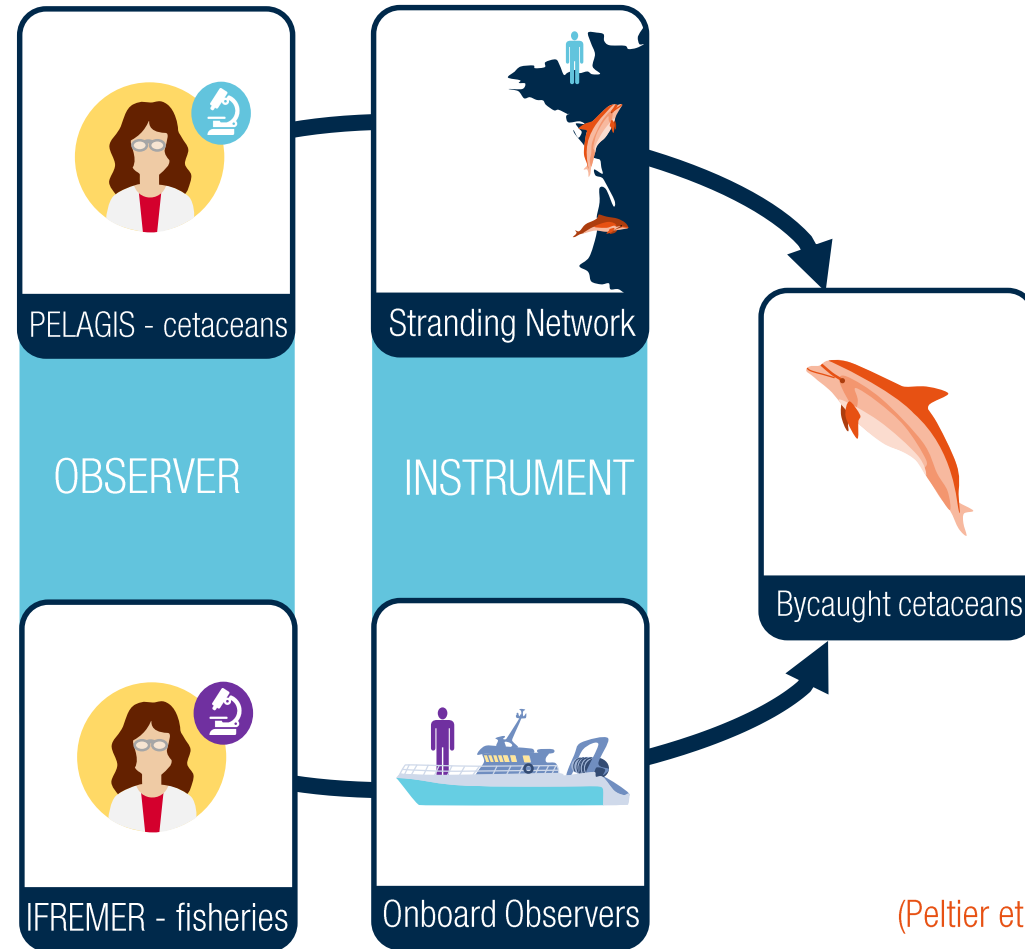 PELAGIS - cetaceans
Stranding Network
OBSERVER
INSTRUMENT
Bycaught cetaceans
IFREMER - fisheries
Onboard Observers
(Peltier et